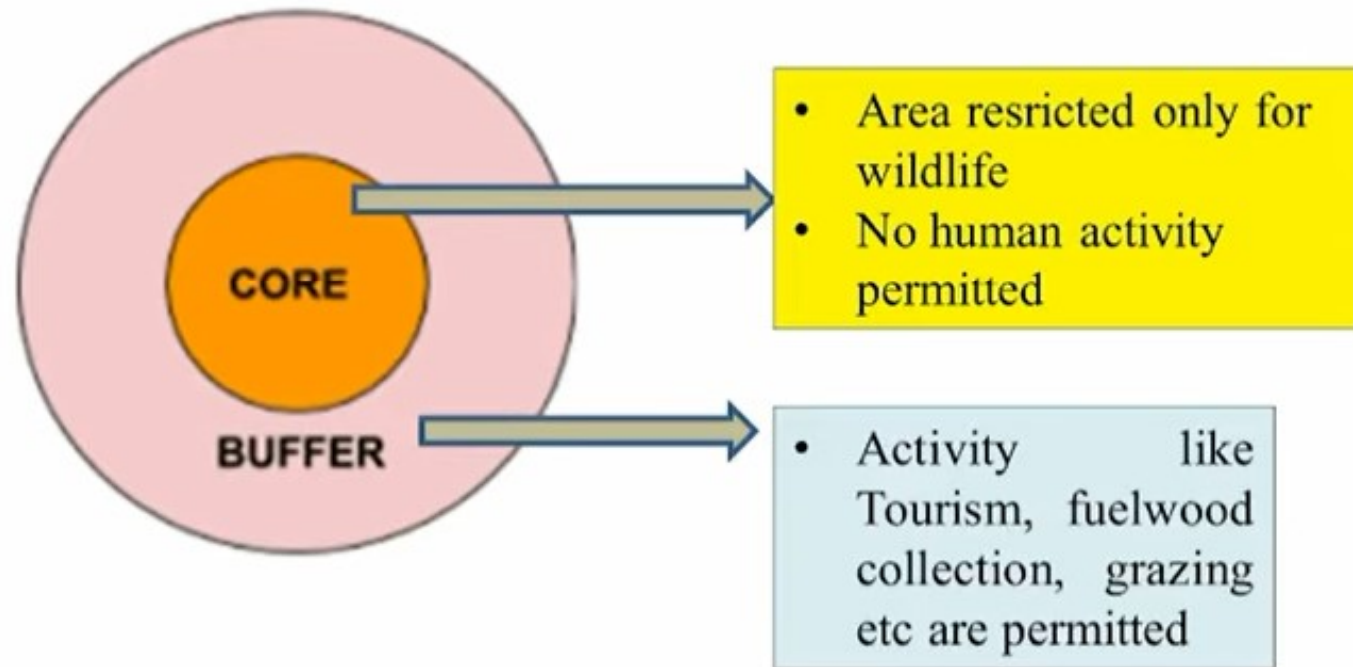 CORE
BUFFER
• Area resricted only for
wildlife
• No human activity
permitted
• Activity like
Tourism, fuelwood
collection, grazing
etc are permitted